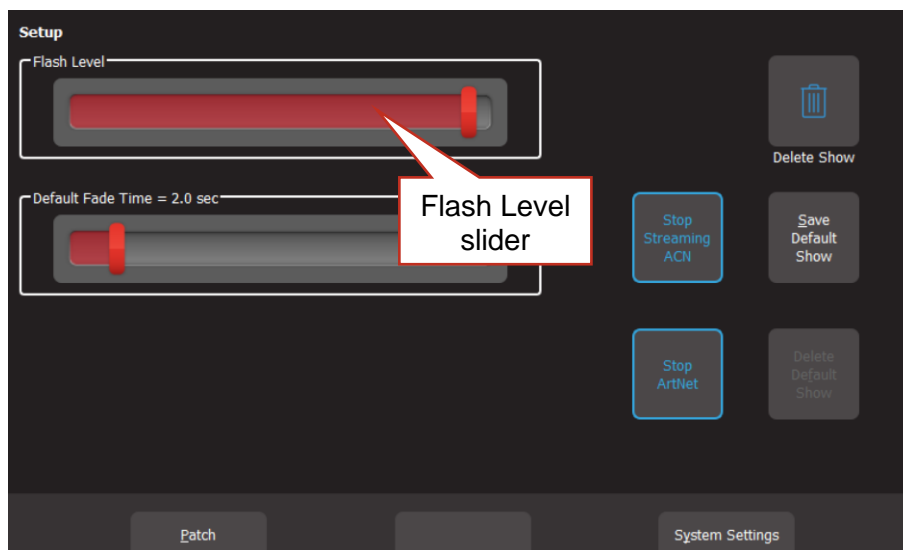 Setup
Flash Level
Delete Show
Default Fade Time = 2.0 sec
Flash Level
slider
Stop
Streaming
ACN
Save
Default
Show
Stop
ArtNet
Delete
Default
Show
Patch
System Settings